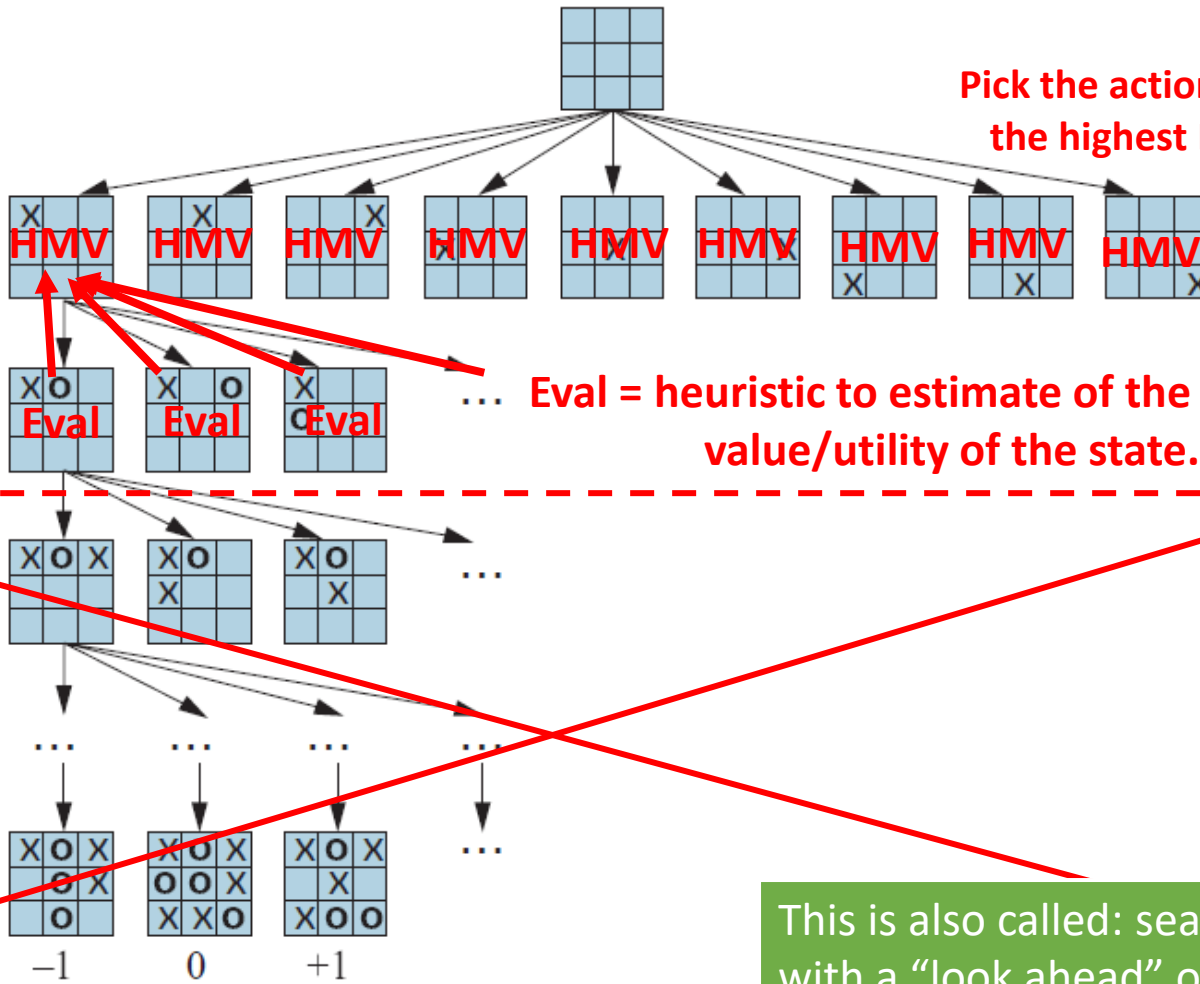 Pick the action
the highest
X X X X X X X X X
HMV HMV HMV HMV HMV HMV HMV HMV HMV
X O X O X O
Eval Eval Eval
... Eval = heuristic to estimate of the
value/utility of the state.
X O X X O X X O X
...
... ... ... ...
X O X X O X X O X
O X O O X X
O X X O X O O
...
–1 0 +1
This is also called: sea
with a “look ahead” o